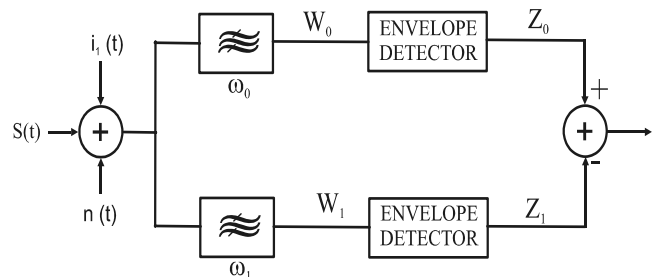 W₀
ENVELOPE
DETECTOR
Z₀
i₁ (t)
ω₀
+
S(t)
+
+
-
n (t)
W₁
ENVELOPE
DETECTOR
Z₁
ω₁